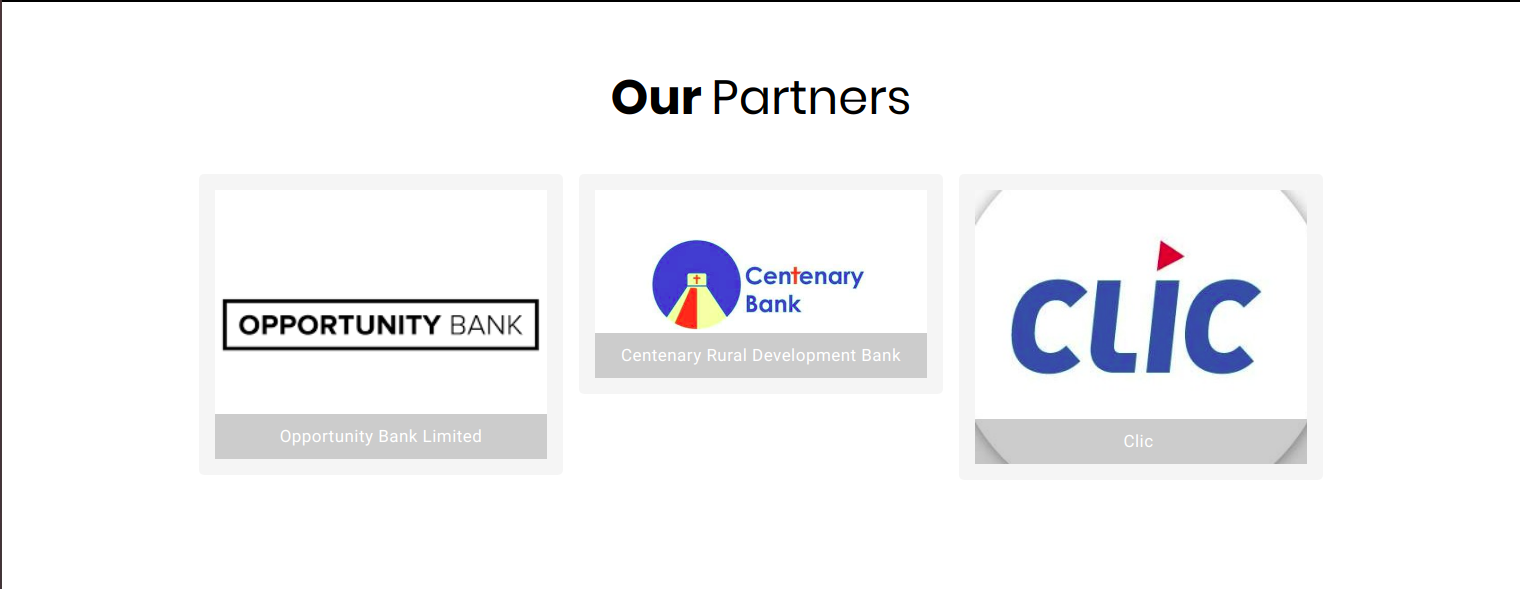 Our Partners
OPPORTUNITY BANK
Opportunity Bank Limited
Centenary
Bank
Centenary Rural Development Bank
CLiC
Clic